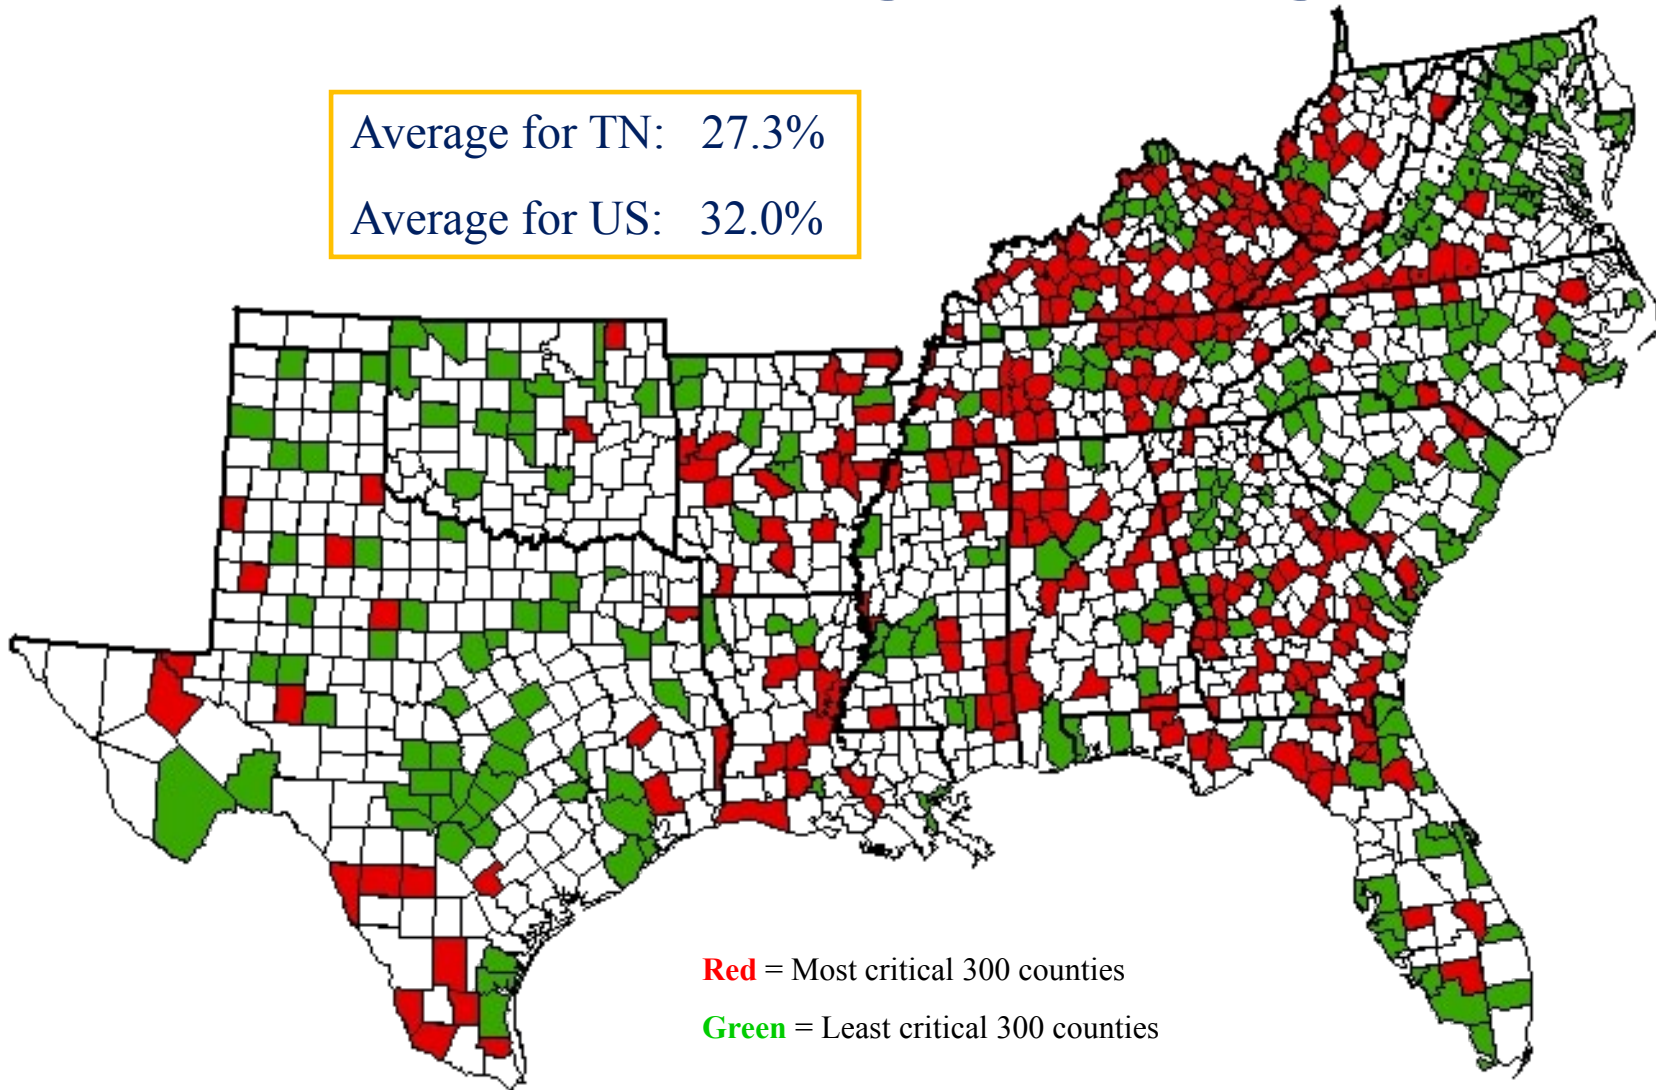 Average for TN: 27.3%
Average for US: 32.0%
Red = Most critical 300 counties
Green = Least critical 300 counties